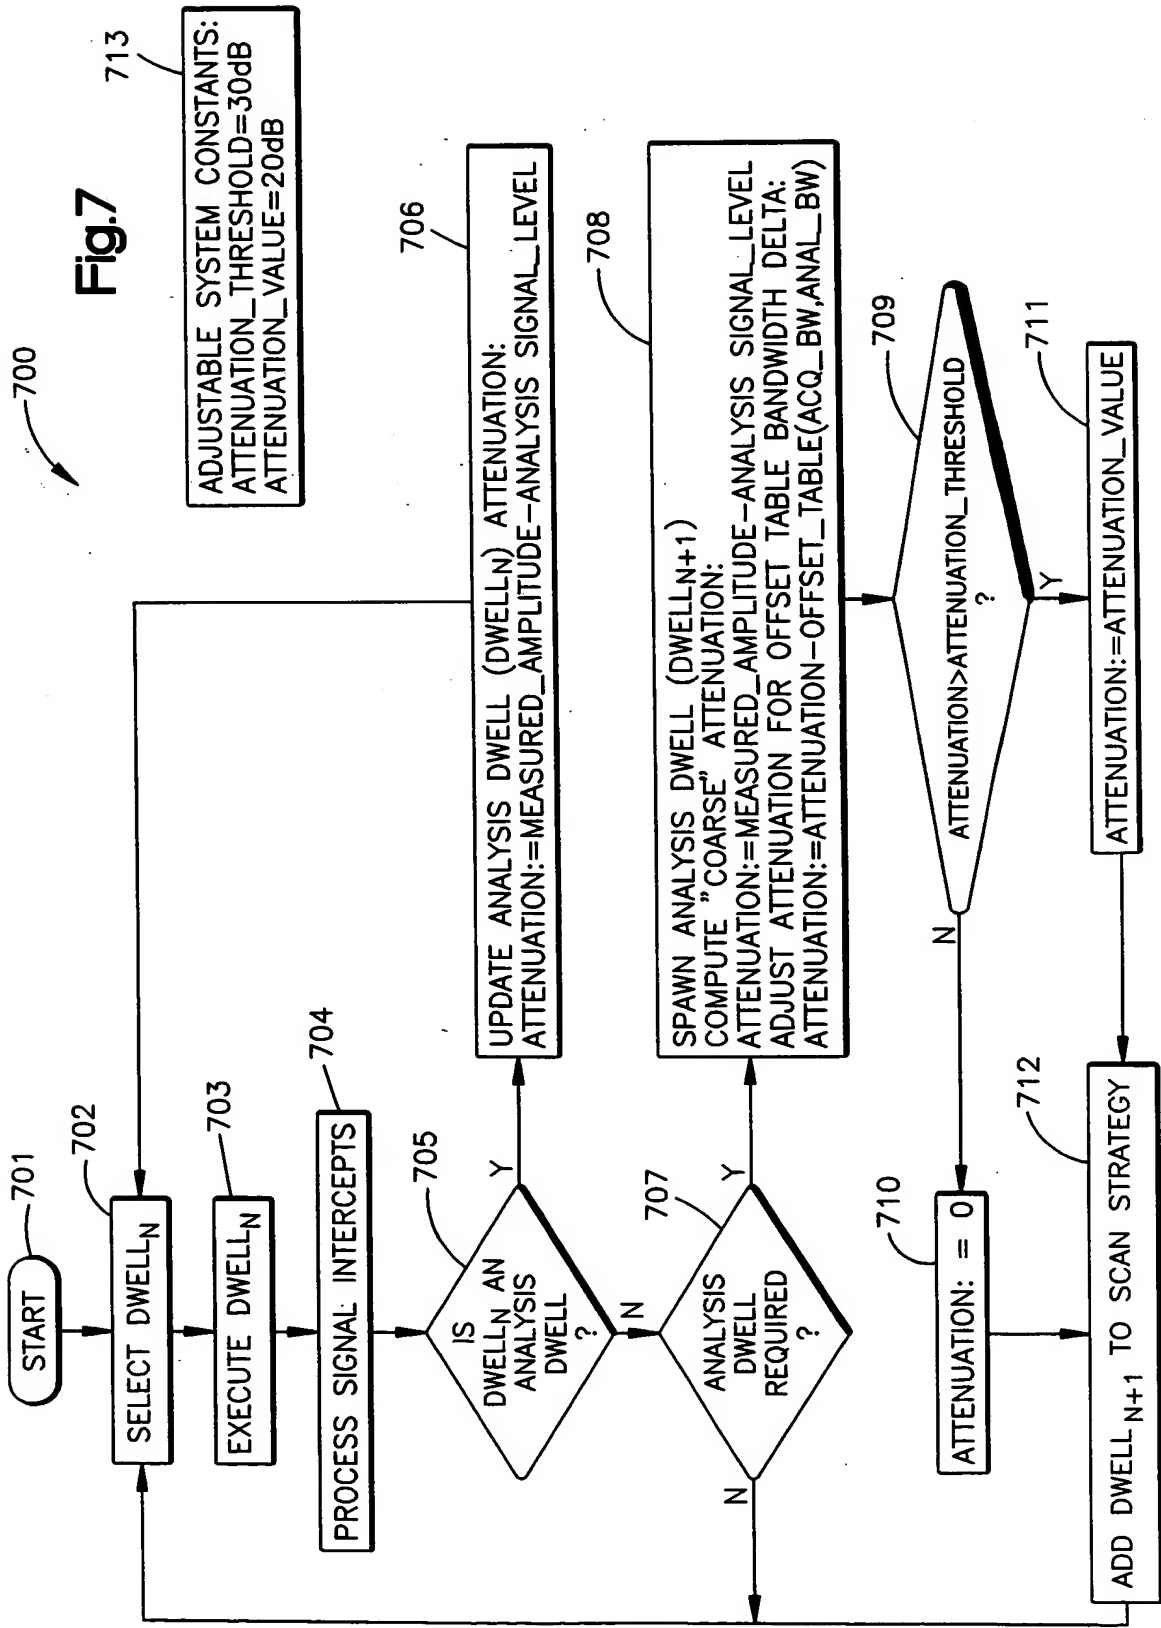 Fig.7
700
713
ADJUSTABLE SYSTEM CONSTANTS:
ATTENUATION_THRESHOLD=30dB
ATTENUATION_VALUE=20dB
701
START
702
SELECT DWELLN
703
EXECUTE DWELLN
704
PROCESS SIGNAL INTERCEPTS
705
IS
DWELLN AN
ANALYSIS
DWELL
?
Y
N
706
UPDATE ANALYSIS DWELL (DWELLN) ATTENUATION:
ATTENUATION:=MEASURED_AMPLITUDE-ANALYSIS SIGNAL_LEVEL
707
ANALYSIS
DWELL
REQUIRED
?
Y
N
708
SPAWN ANALYSIS DWELL (DWELLN+1)
COMPUTE "COARSE" ATTENUATION:
ATTENUATION:=MEASURED_AMPLITUDE-ANALYSIS SIGNAL_LEVEL
ADJUST ATTENUATION FOR OFFSET TABLE BANDWIDTH DELTA:
ATTENUATION:=ATTENUATION-OFFSET_TABLE(ACQ_BW,ANAL_BW)
709
ATTENUATION>ATTENUATION_THRESHOLD
?
N
Y
710
ATTENUATION: = 0
711
ATTENUATION:=ATTENUATION_VALUE
712
ADD DWELLN+1 TO SCAN STRATEGY